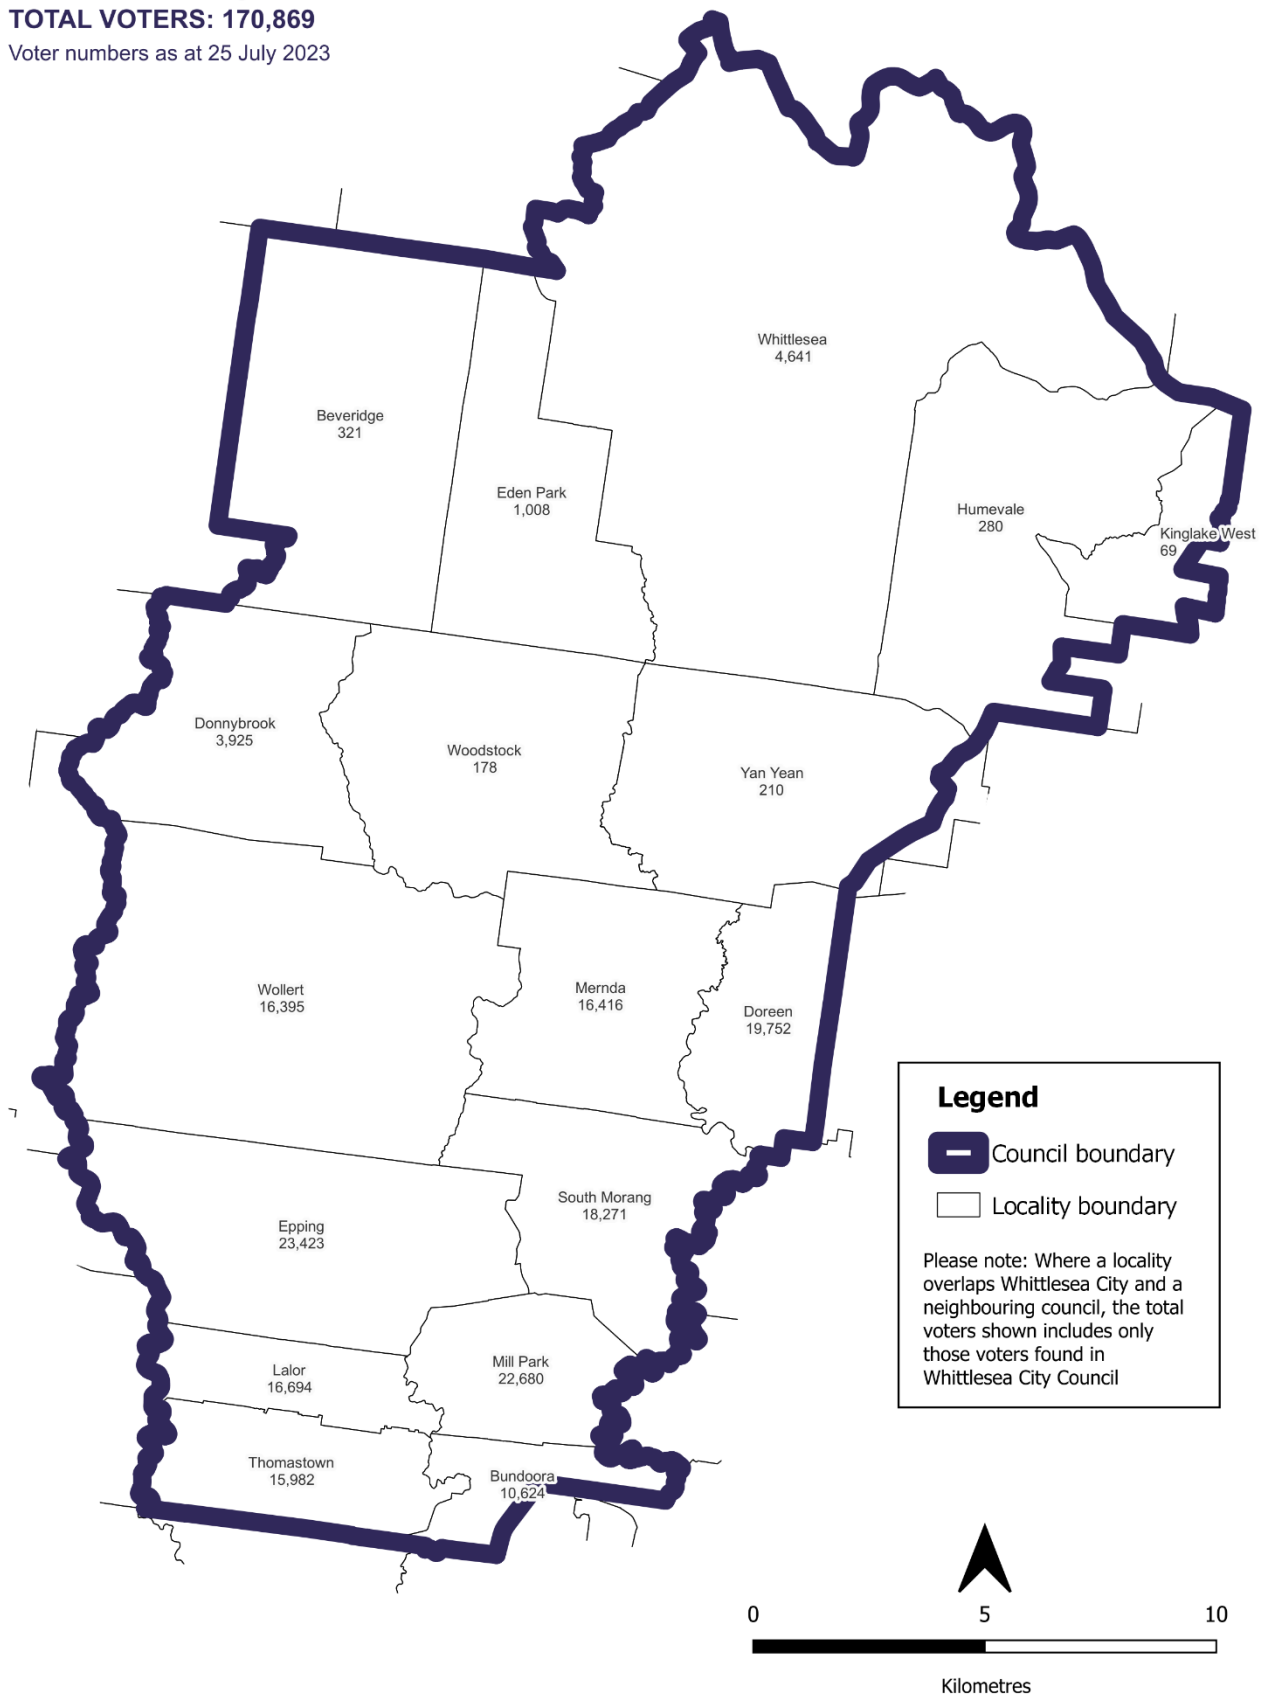 TOTAL VOTERS: 170,869
Voter numbers as at 25 July 2023
Whittlesea
4,641
Beveridge
321
Eden Park
1,008
Humevale
280
Kinglake West
69
Donnybrook
3,925
Woodstock
178
Yan Yean
210
Wollert
16,395
Mernda
16,416
Doreen
19,752
South Morang
18,271
Epping
23,423
Mill Park
22,680
Lalor
16,694
Thomastown
15,982
Bundoora
10,624
Legend
Council boundary
Locality boundary
Please note: Where a locality
overlaps Whittlesea City and a
neighbouring council, the total
voters shown includes only
those voters found in
Whittlesea City Council
0 5 10
Kilometres